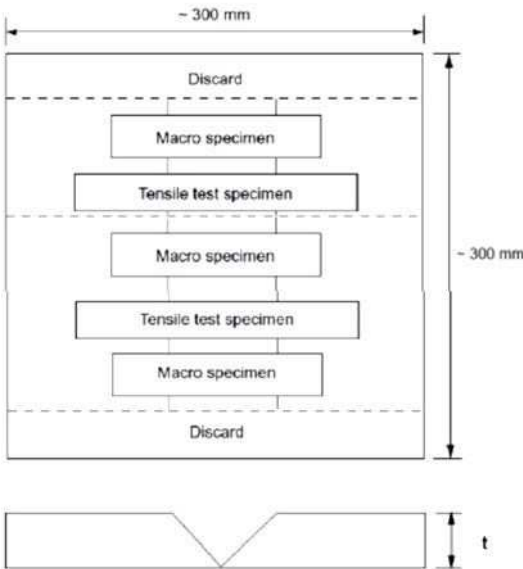 ~ 300 mm
Discard
Macro specimen
Tensile test specimen
Macro specimen
~ 300 mm
Tensile test specimen
Macro specimen
Discard
t